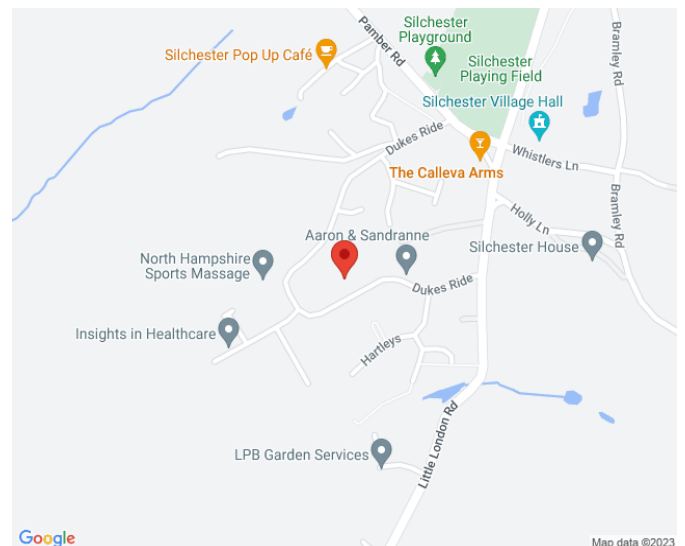 Pamber Rd
Bramley Rd
Silchester
Playground
Silchester Pop Up Café
Silchester
Playing Field
Silchester Village Hall
Dukes Ride
Whistlers Ln
The Calleva Arms
Bramley Rd
Holly Ln
Aaron & Sandranne
Silchester House
North Hampshire
Sports Massage
Dukes Ride
Insights in Healthcare
Hartleys
Little London Rd
LPB Garden Services
Google
Map data ©2023